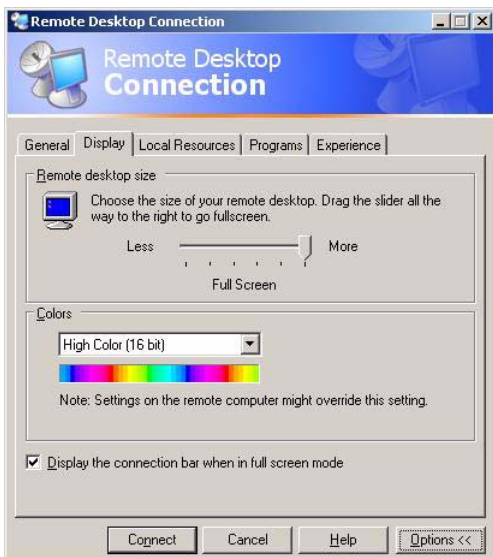 Remote Desktop Connection
Remote Desktop
Connection
General Display Local Resources Programs Experience
Remote desktop size
Choose the size of your remote desktop. Drag the slider all the
way to the right to go fullscreen.
Less More
Full Screen
Colors
High Color (16 bit)
Note: Settings on the remote computer might override this setting.
Display the connection bar when in full screen mode
Connect Cancel Help Options <<